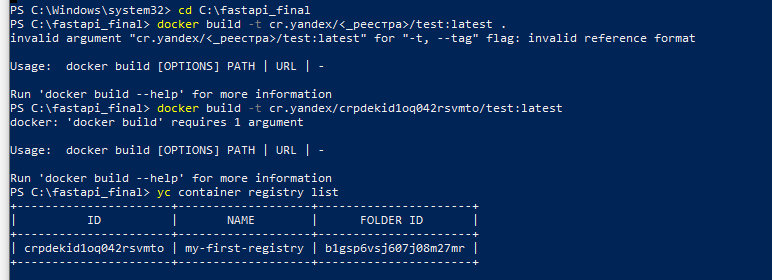 PS C:\Windows\system32> cd C:\fastapi_final
PS C:\fastapi_final> docker build -t cr.yandex/<_реестра>/test:latest .
invalid argument "cr.yandex/<_реестра>/test:latest" for "-t, --tag" flag: invalid reference format

Usage:  docker build [OPTIONS] PATH | URL | -

Run 'docker build --help' for more information
PS C:\fastapi_final> docker build -t cr.yandex/crpdekid1oq042rsvmto/test:latest
docker: 'docker build' requires 1 argument

Usage:  docker build [OPTIONS] PATH | URL | -

Run 'docker build --help' for more information
PS C:\fastapi_final> yc container registry list
+----------------------+-------------------+----------------------+
|          ID          |       NAME        |      FOLDER ID       |
+----------------------+-------------------+----------------------+
| crpdekid1oq042rsvmto | my-first-registry | b1gsp6vsj607j08m27mr |
+----------------------+-------------------+----------------------+